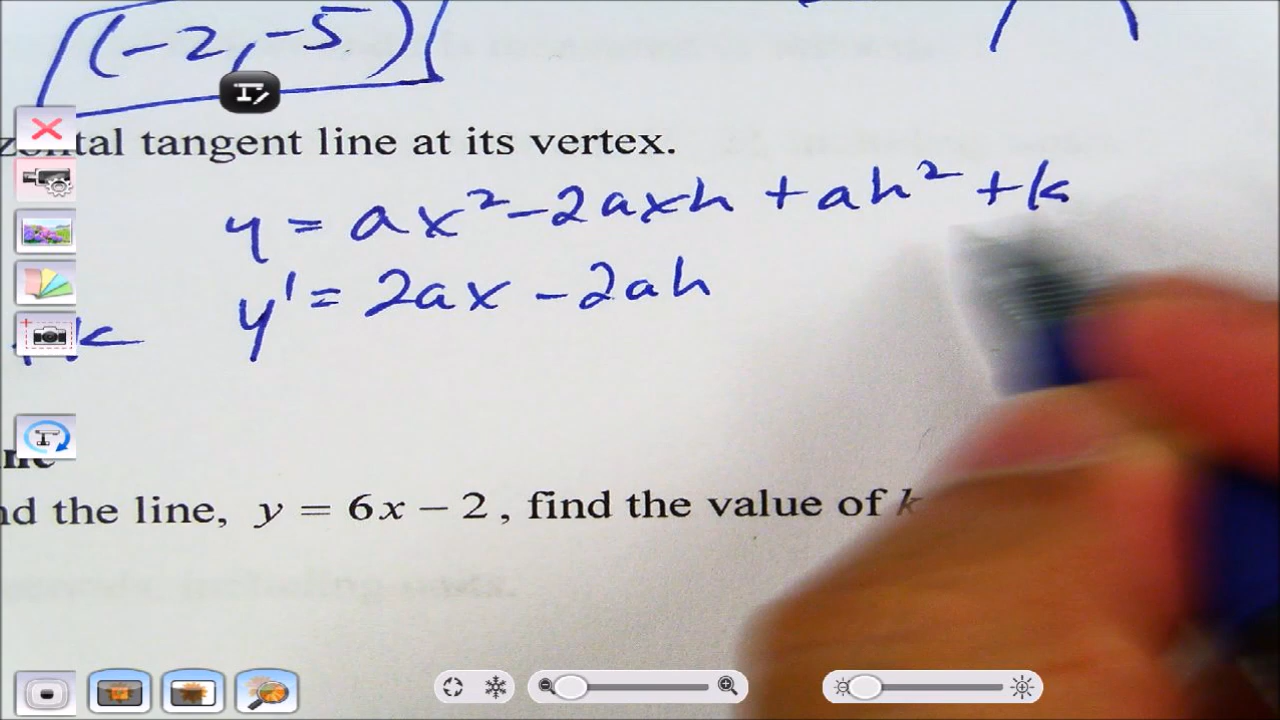 (-2, -5)
zontal tangent line at its vertex.
y = ax² - 2axh + ah² + k
y' = 2ax - 2ah
+k
ne
nd the line, y = 6x − 2, find the value of k